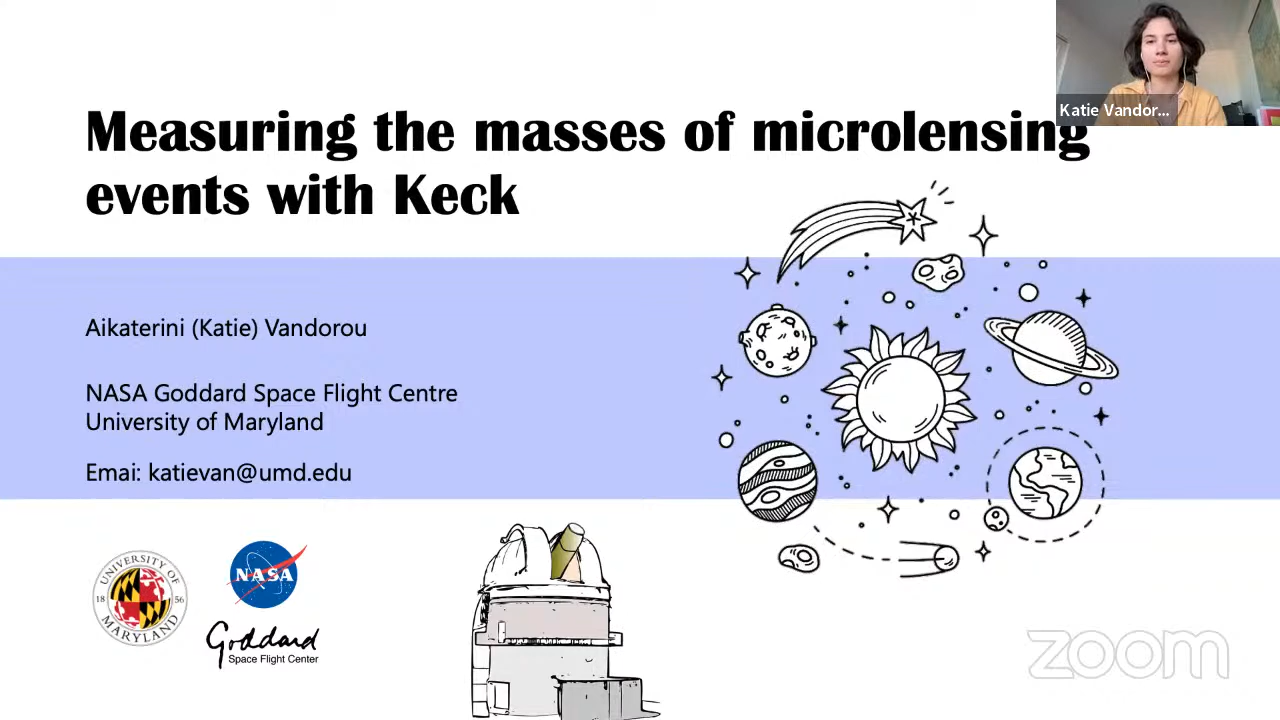 Katie Vandor...
Measuring the masses of microlensing
events with Keck
Aikaterini (Katie) Vandorou
NASA Goddard Space Flight Centre
University of Maryland
Emai: katievan@umd.edu
UNIVERSITY OF
18 56
MARYLAND
NASA
Goddard
Space Flight Center
zoom